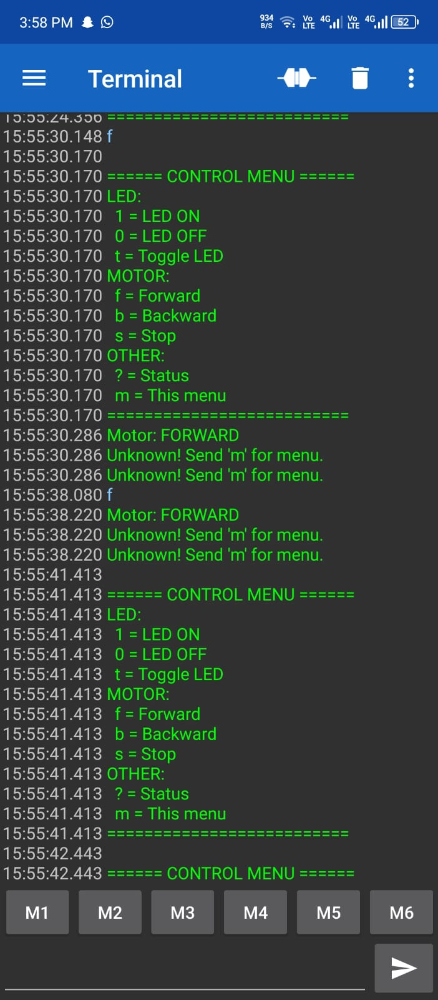 3:58 PM 934 B/S Vo LTE 4G Vo LTE 4G 52
Terminal
15:55:24.356 ==========================
15:55:30.148 f
15:55:30.170
15:55:30.170 ====== CONTROL MENU ======
15:55:30.170 LED:
15:55:30.170   1 = LED ON
15:55:30.170   0 = LED OFF
15:55:30.170   t = Toggle LED
15:55:30.170 MOTOR:
15:55:30.170   f = Forward
15:55:30.170   b = Backward
15:55:30.170   s = Stop
15:55:30.170 OTHER:
15:55:30.170   ? = Status
15:55:30.170   m = This menu
15:55:30.170 ==========================
15:55:30.286 Motor: FORWARD
15:55:30.286 Unknown! Send 'm' for menu.
15:55:30.286 Unknown! Send 'm' for menu.
15:55:38.080 f
15:55:38.220 Motor: FORWARD
15:55:38.220 Unknown! Send 'm' for menu.
15:55:38.220 Unknown! Send 'm' for menu.
15:55:41.413
15:55:41.413 ====== CONTROL MENU ======
15:55:41.413 LED:
15:55:41.413   1 = LED ON
15:55:41.413   0 = LED OFF
15:55:41.413   t = Toggle LED
15:55:41.413 MOTOR:
15:55:41.413   f = Forward
15:55:41.413   b = Backward
15:55:41.413   s = Stop
15:55:41.413 OTHER:
15:55:41.413   ? = Status
15:55:41.413   m = This menu
15:55:41.413 ==========================
15:55:42.443
15:55:42.443 ====== CONTROL MENU ======
M1 M2 M3 M4 M5 M6